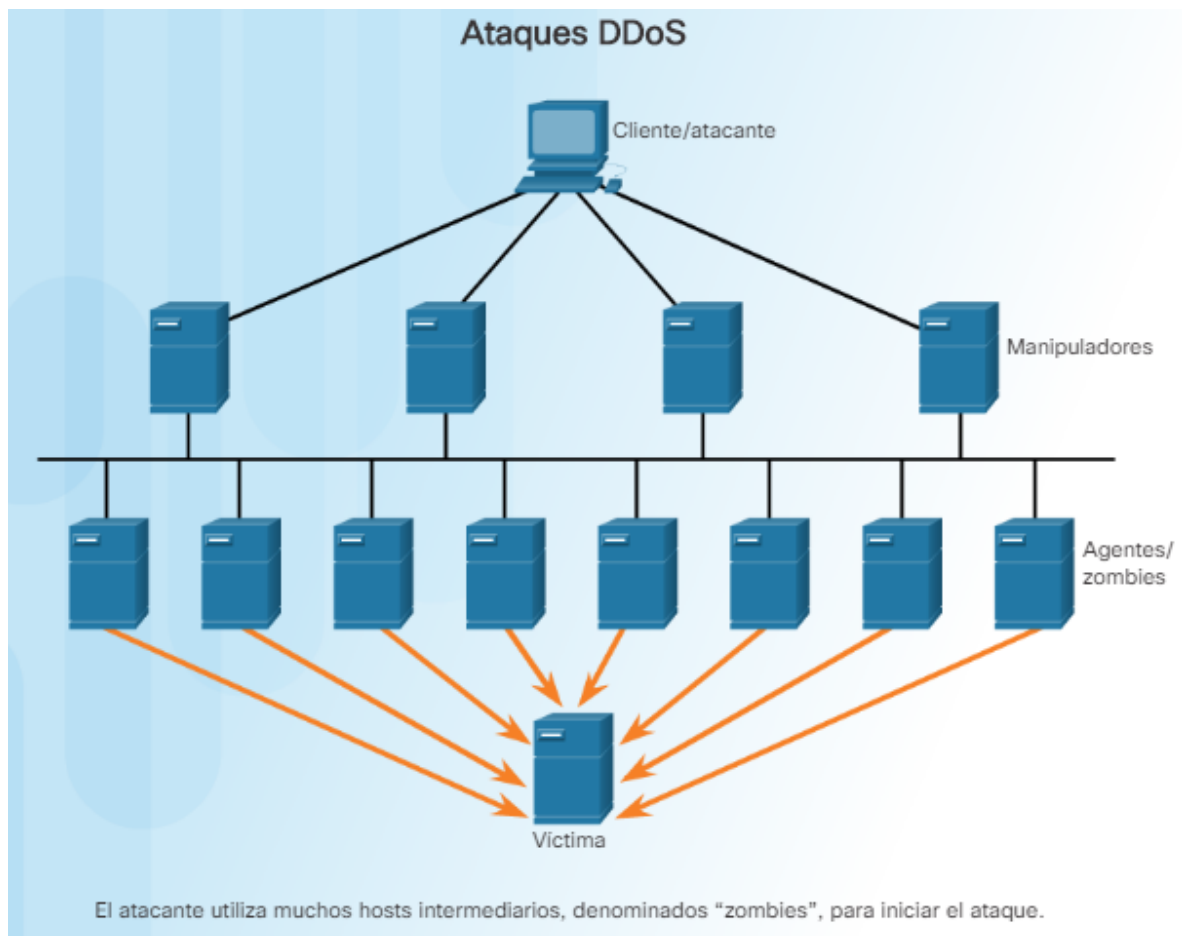 Ataques DDoS
Cliente/atacante
Manipuladores
Agentes/
zombies
Víctima
El atacante utiliza muchos hosts intermediarios, denominados “zombies”, para iniciar el ataque.